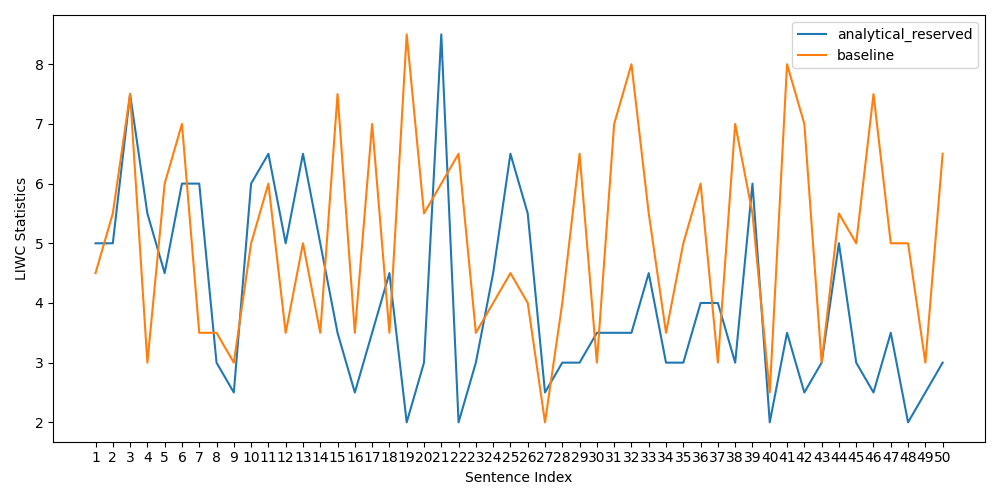 analytical_reserved
baseline
LIWC Statistics
8
7
6
5
4
3
2
1 2 3 4 5 6 7 8 9 10 11 12 13 14 15 16 17 18 19 20 21 22 23 24 25 26 27 28 29 30 31 32 33 34 35 36 37 38 39 40 41 42 43 44 45 46 47 48 49 50
Sentence Index